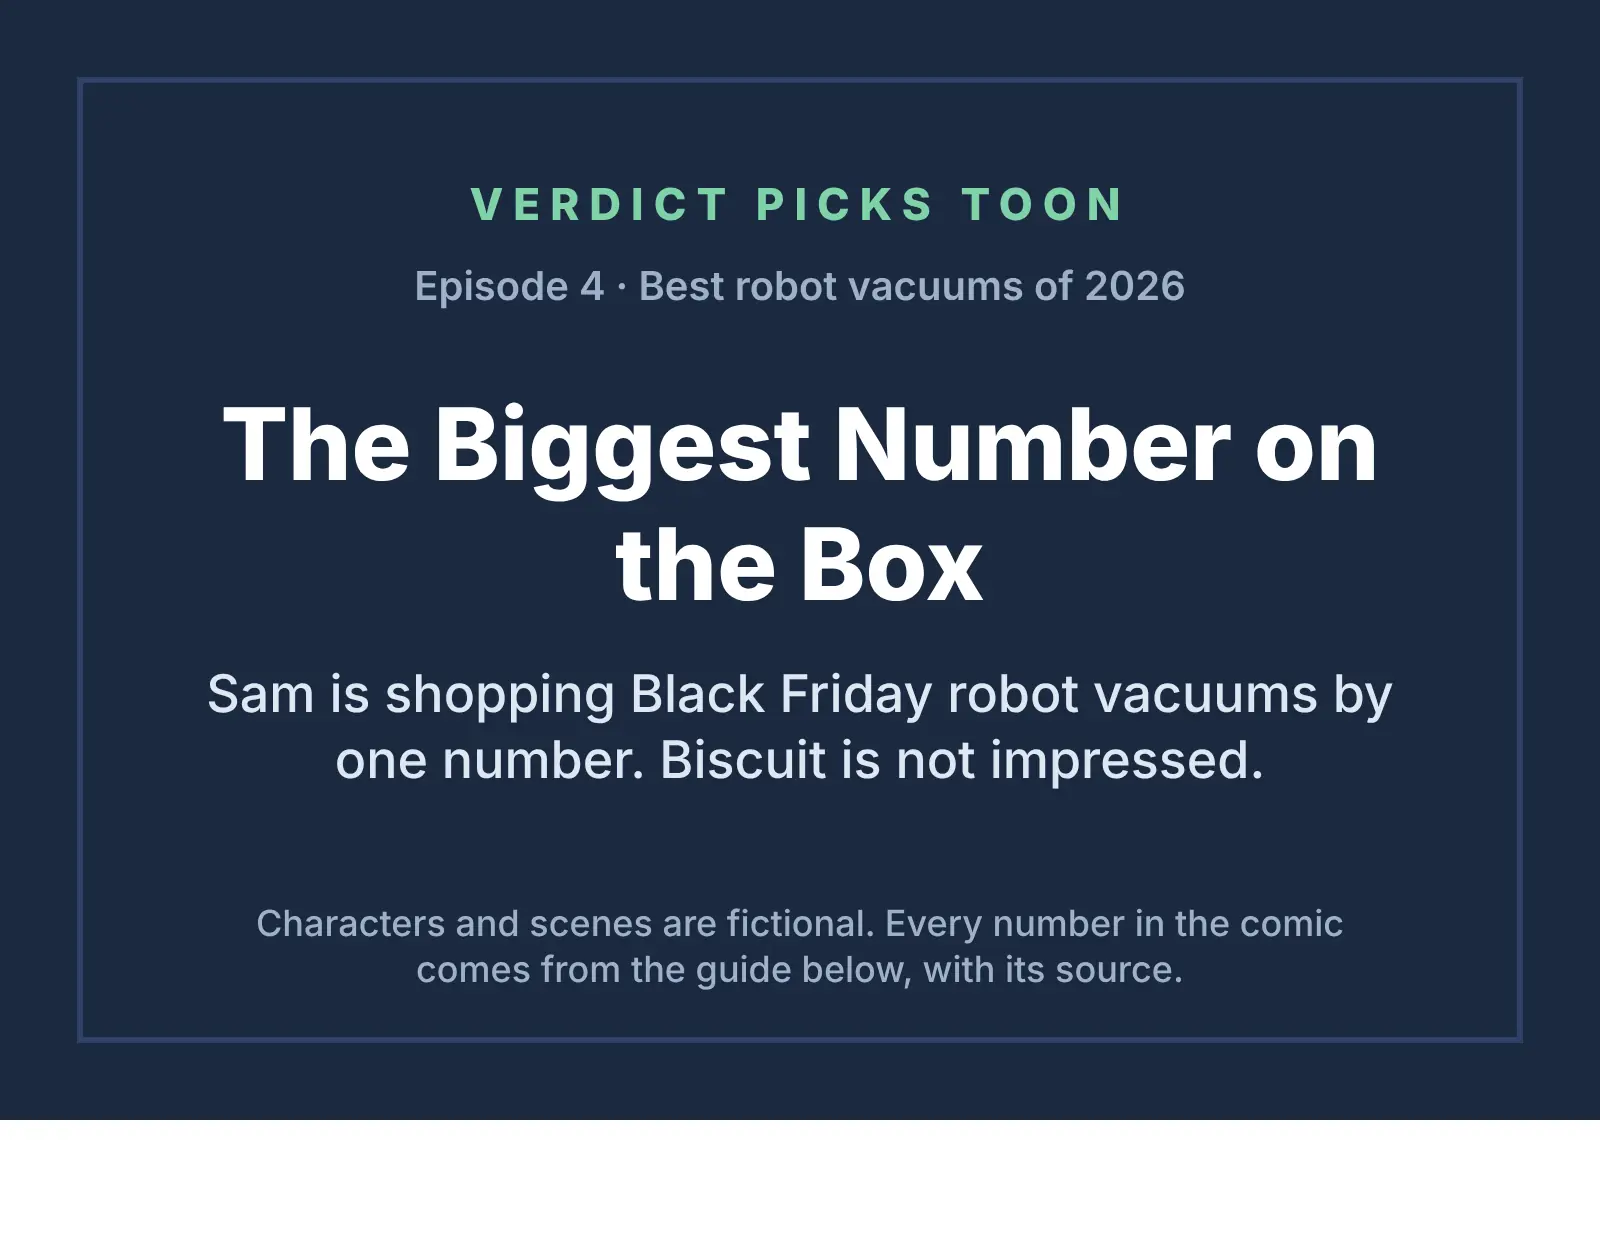 VERDICT PICKS TOON
Episode 4 · Best robot vacuums of 2026
The Biggest Number on
the Box
Sam is shopping Black Friday robot vacuums by
one number. Biscuit is not impressed.
Characters and scenes are fictional. Every number in the comic
comes from the guide below, with its source.